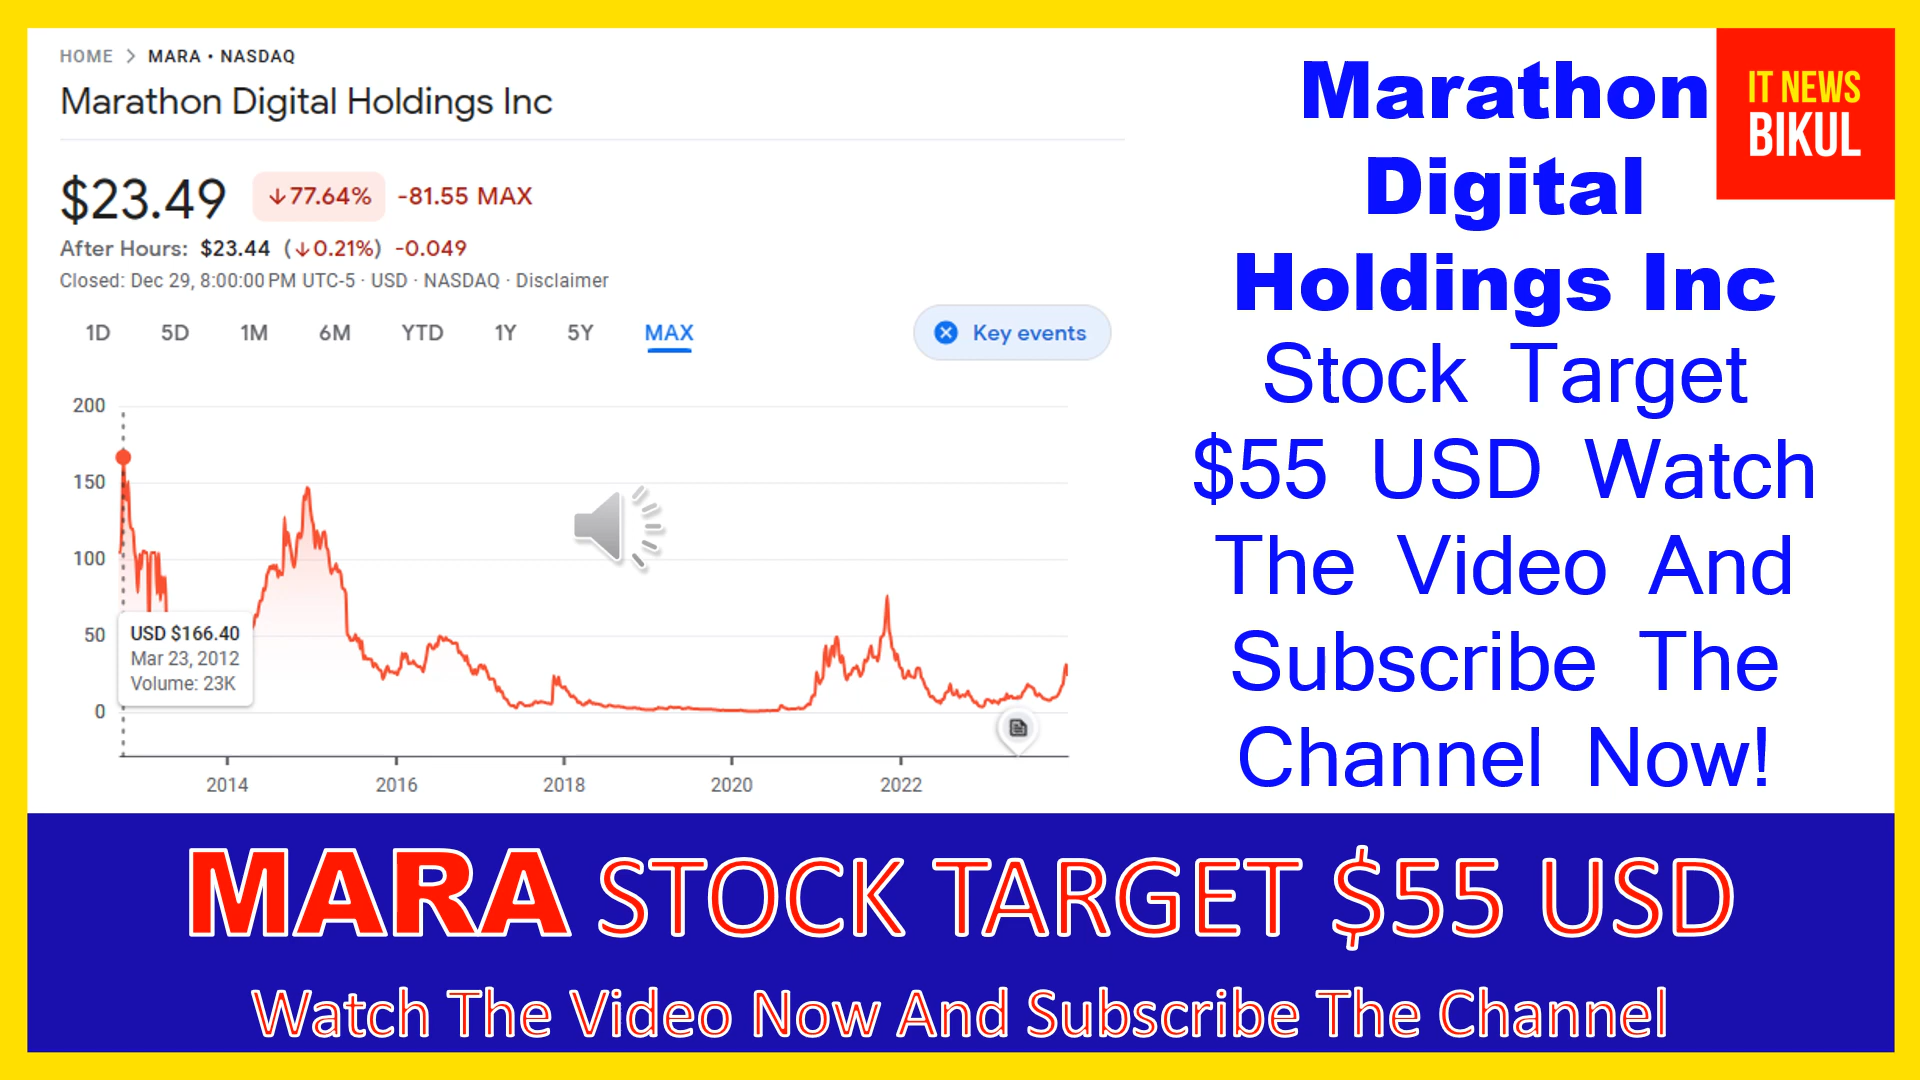 HOME > MARA • NASDAQ
Marathon Digital Holdings Inc
$23.49 ↓77.64% -81.55 MAX
After Hours: $23.44 (↓0.21%) -0.049
Closed: Dec 29, 8:00:00 PM UTC-5 · USD · NASDAQ · Disclaimer
1D 5D 1M 6M YTD 1Y 5Y MAX
Key events
200
150
100
50
0
USD $166.40
Mar 23, 2012
Volume: 23K
2014 2016 2018 2020 2022
Marathon
Digital
Holdings Inc
Stock Target
$55 USD Watch
The Video And
Subscribe The
Channel Now!
IT NEWS
BIKUL
MARA STOCK TARGET $55 USD
Watch The Video Now And Subscribe The Channel